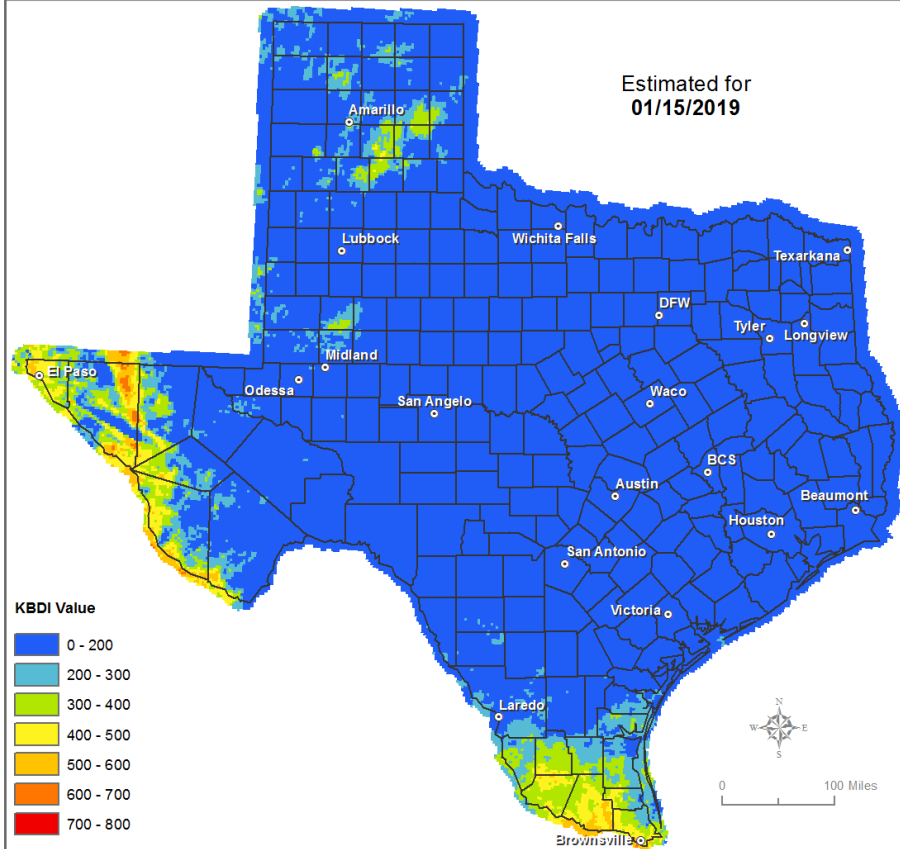 Estimated for
01/15/2019
Amarillo
Lubbock
Wichita Falls
Texarkana
DFW
Tyler
Longview
Midland
El Paso
Odessa
San Angelo
Waco
BCS
Austin
Beaumont
Houston
San Antonio
Victoria
Laredo
Brownsville
KBDI Value
0 - 200
200 - 300
300 - 400
400 - 500
500 - 600
600 - 700
700 - 800
N
W E
S
0 100 Miles